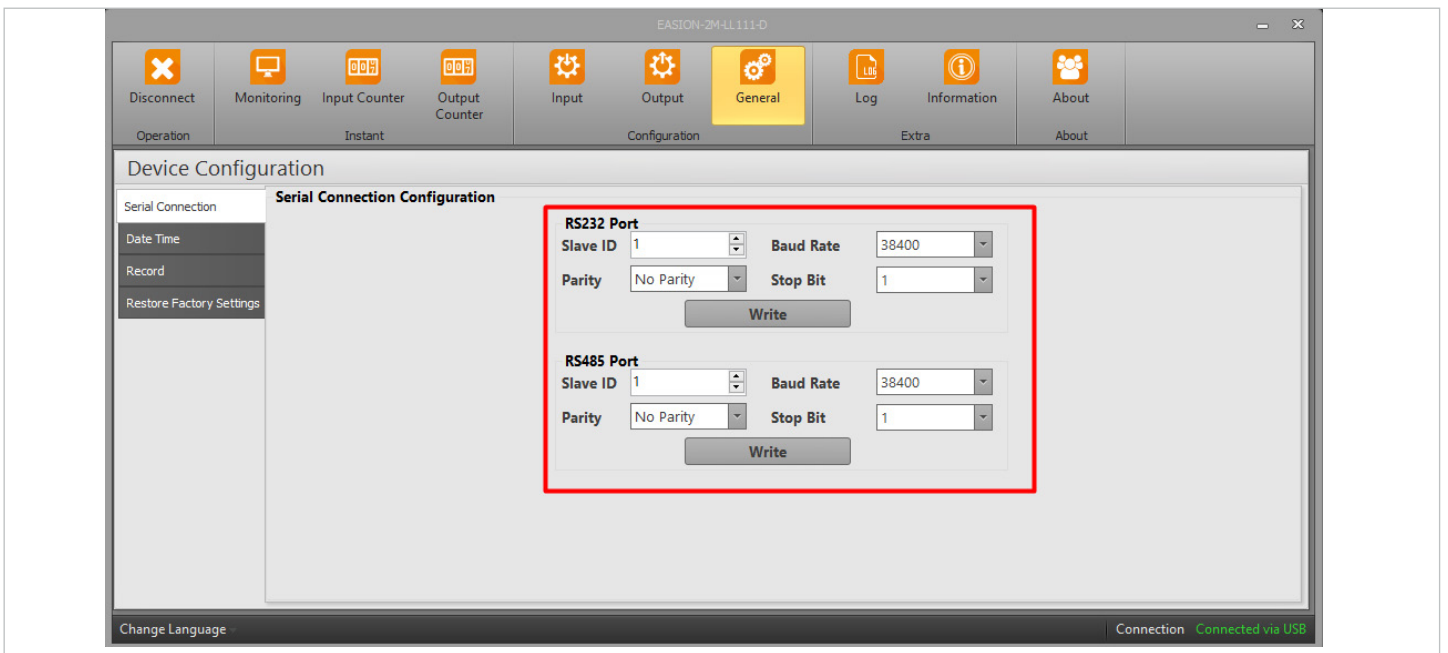 EASION-2M-LL111-D
Disconnect
Monitoring
Input Counter
Output
Counter
Input
Output
General
Log
Information
About
Operation
Instant
Configuration
Extra
About
Device Configuration
Serial Connection
Date Time
Record
Restore Factory Settings
Serial Connection Configuration
RS232 Port
Slave ID 1 Baud Rate 38400
Parity No Parity Stop Bit 1
Write
RS485 Port
Slave ID 1 Baud Rate 38400
Parity No Parity Stop Bit 1
Write
Change Language
Connection Connected via USB